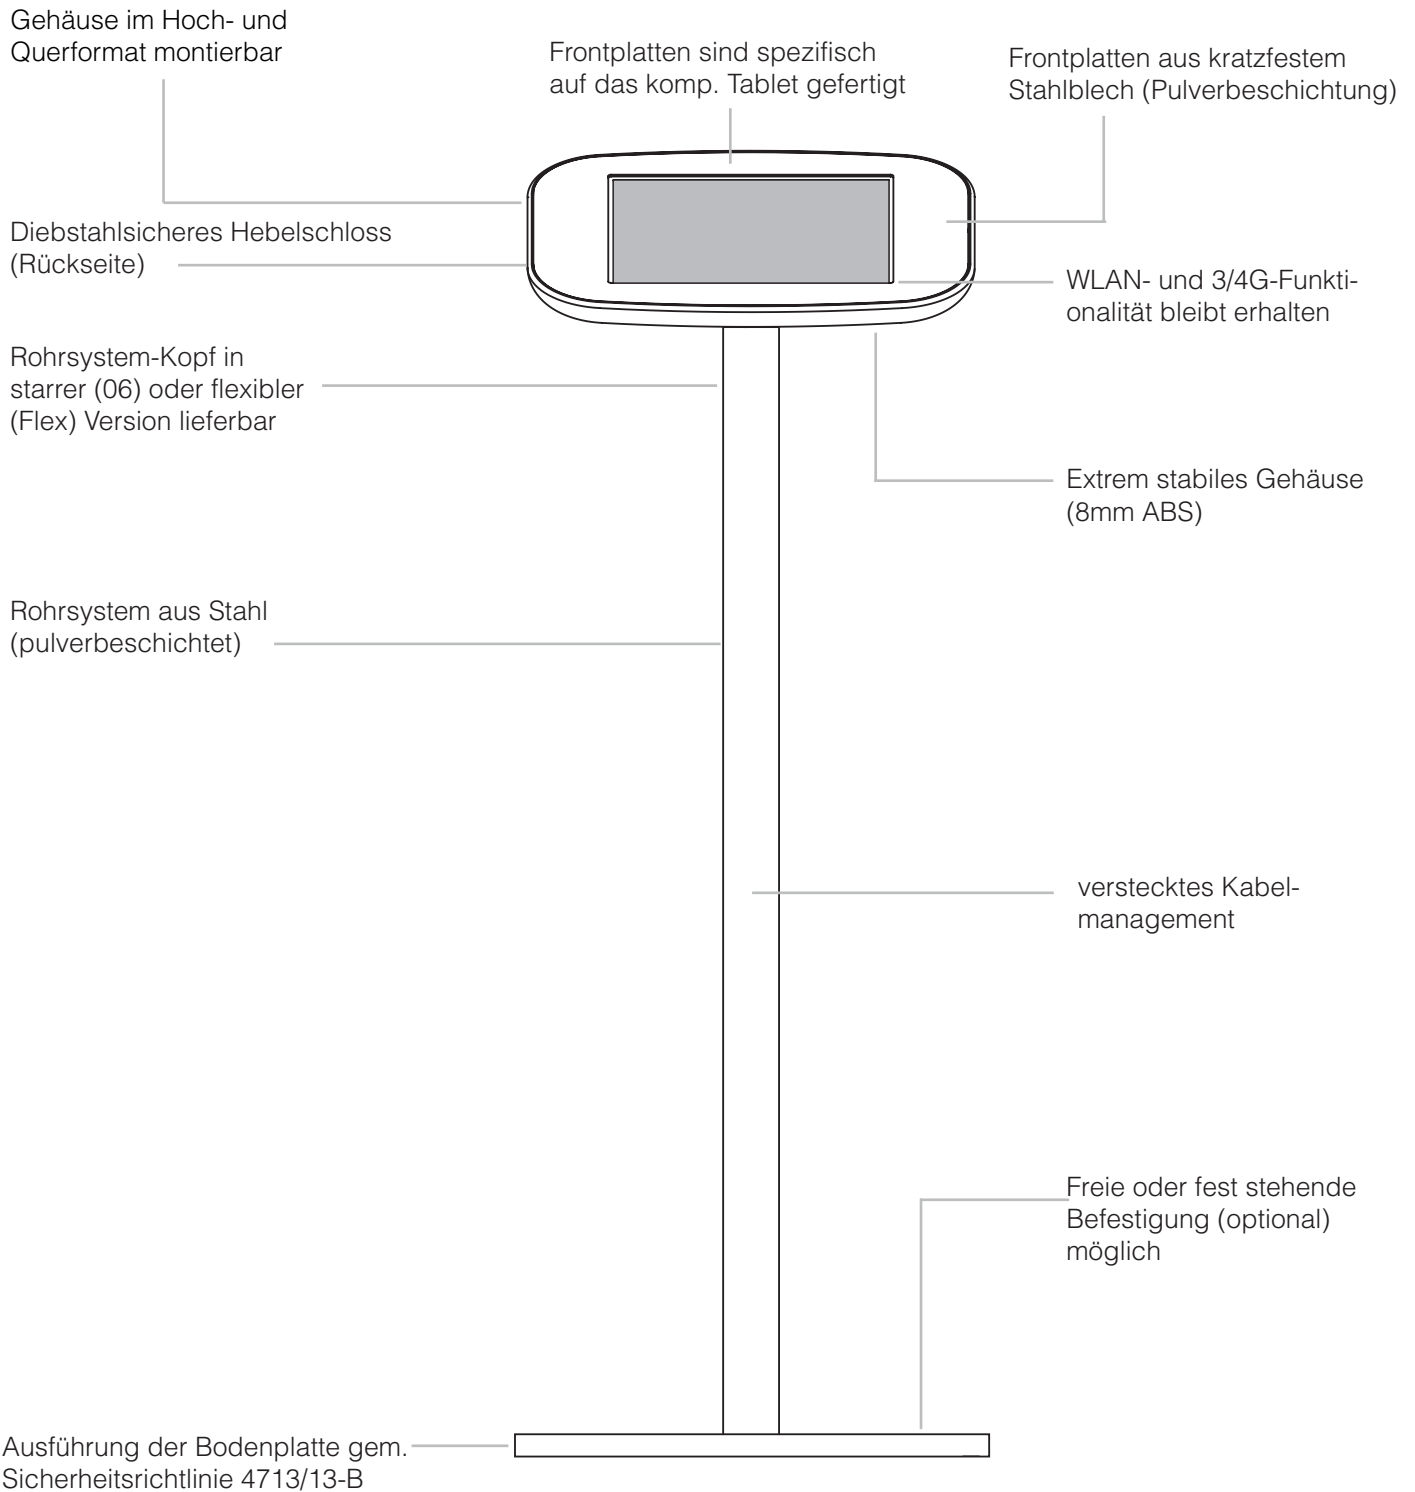 Gehäuse im Hoch- und
Querformat montierbar
Frontplatten sind spezifisch
auf das komp. Tablet gefertigt
Frontplatten aus kratzfestem
Stahlblech (Pulverbeschichtung)
Diebstahlsicheres Hebelschloss
(Rückseite)
WLAN- und 3/4G-Funkti-
onalität bleibt erhalten
Rohrsystem-Kopf in
starrer (06) oder flexibler
(Flex) Version lieferbar
Extrem stabiles Gehäuse
(8mm ABS)
Rohrsystem aus Stahl
(pulverbeschichtet)
verstecktes Kabel-
management
Freie oder fest stehende
Befestigung (optional)
möglich
Ausführung der Bodenplatte gem.
Sicherheitsrichtlinie 4713/13-B